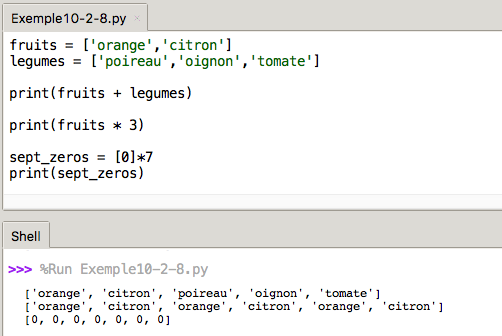 Exemple10-2-8.py ×
fruits = ['orange','citron']
legumes = ['poireau','oignon','tomate']
print(fruits + legumes)
print(fruits * 3)
sept_zeros = [0]*7
print(sept_zeros)
Shell
>>> %Run Exemple10-2-8.py
['orange', 'citron', 'poireau', 'oignon', 'tomate']
['orange', 'citron', 'orange', 'citron', 'orange', 'citron']
[0, 0, 0, 0, 0, 0, 0]